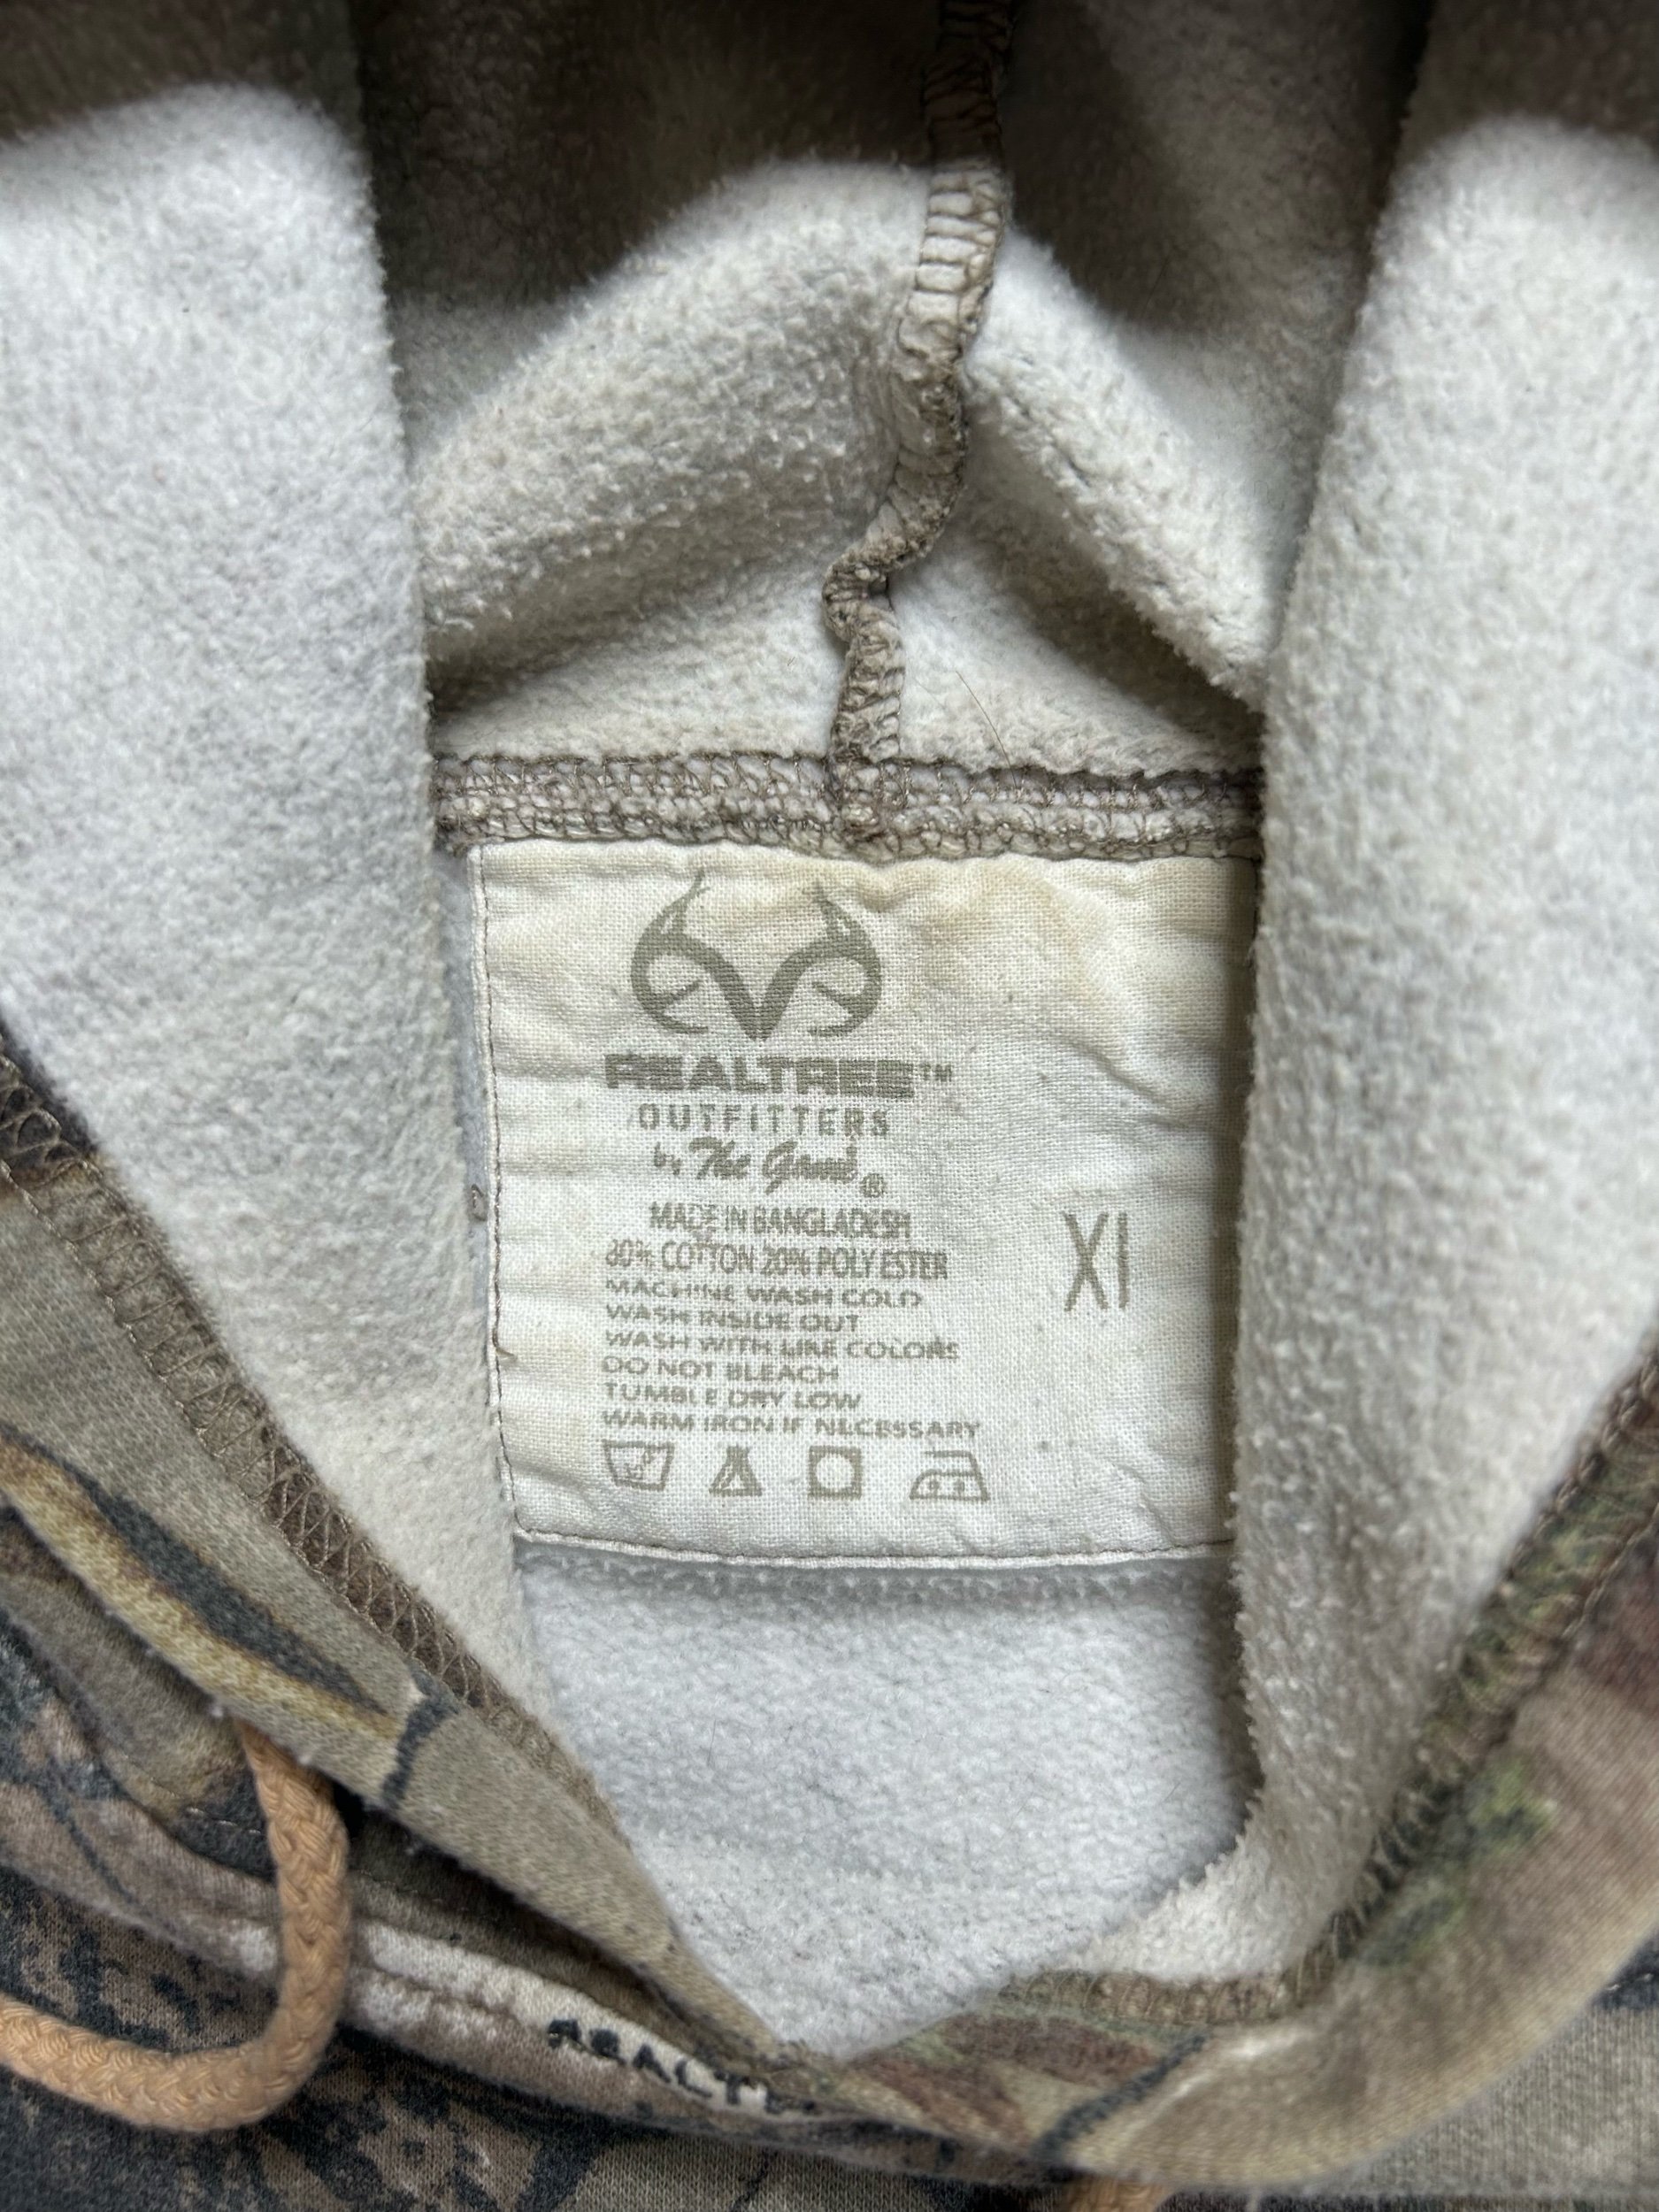 REALTREE™
OUTFITTERS
by The Game®
MADE IN BANGLADESH
80% COTTON 20% POLYESTER
XL
MACHINE WASH COLD
WASH INSIDE OUT
WASH WITH LIKE COLORS
DO NOT BLEACH
TUMBLE DRY LOW
WARM IRON IF NECESSARY
REALTRE